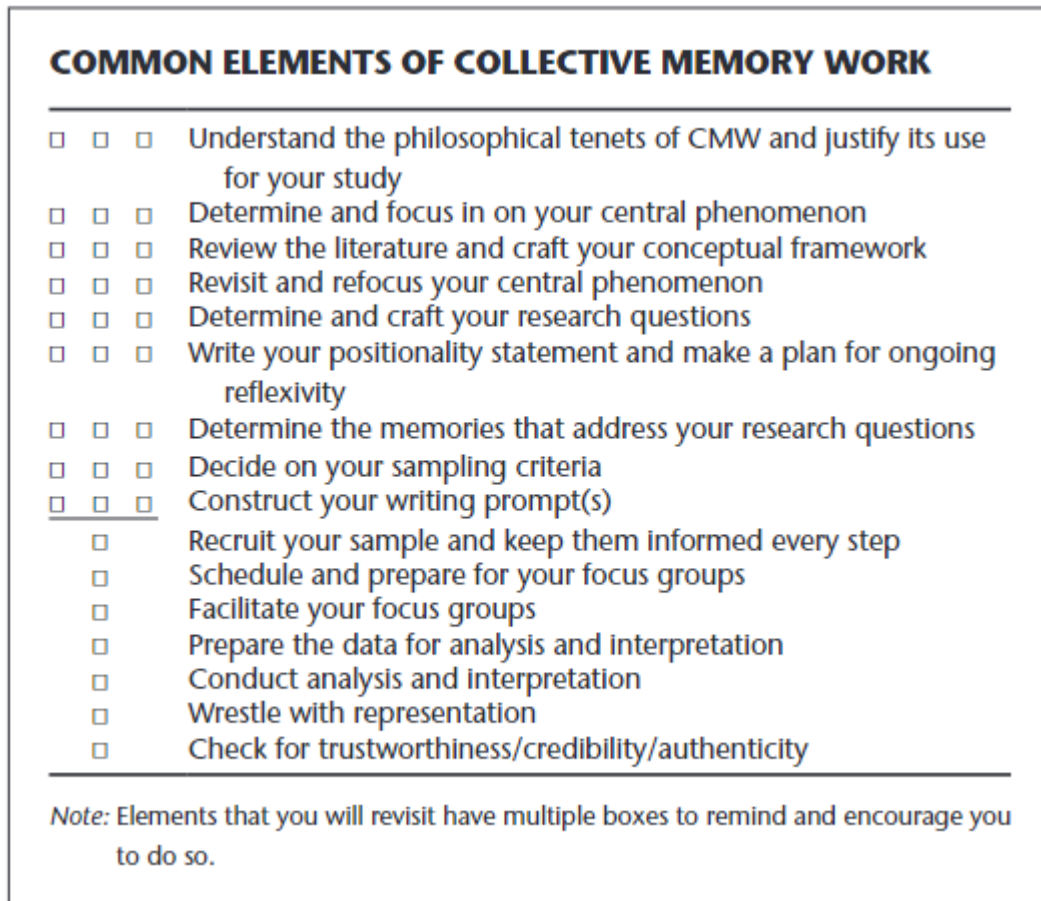 COMMON ELEMENTS OF COLLECTIVE MEMORY WORK
□ □ □ Understand the philosophical tenets of CMW and justify its use
for your study
□ □ □ Determine and focus in on your central phenomenon
□ □ □ Review the literature and craft your conceptual framework
□ □ □ Revisit and refocus your central phenomenon
□ □ □ Determine and craft your research questions
□ □ □ Write your positionality statement and make a plan for ongoing
reflexivity
□ □ □ Determine the memories that address your research questions
□ □ □ Decide on your sampling criteria
□ □ □ Construct your writing prompt(s)
□ Recruit your sample and keep them informed every step
□ Schedule and prepare for your focus groups
□ Facilitate your focus groups
□ Prepare the data for analysis and interpretation
□ Conduct analysis and interpretation
□ Wrestle with representation
□ Check for trustworthiness/credibility/authenticity
Note: Elements that you will revisit have multiple boxes to remind and encourage you
to do so.